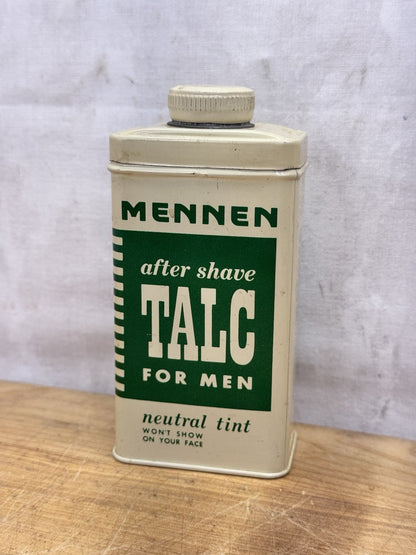 MENNEN
after shave
TALC
FOR MEN
neutral tint
WON'T SHOW
ON YOUR FACE